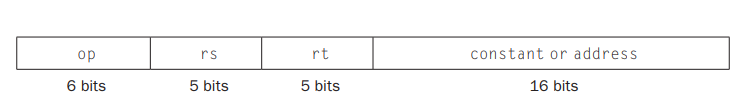 op rs rt constant or address
6 bits 5 bits 5 bits 16 bits